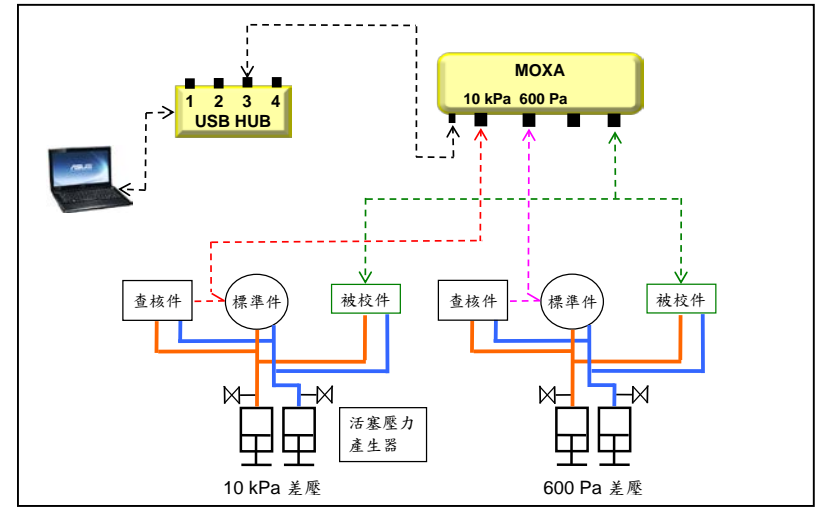 MOXA
10 kPa 600 Pa
1 2 3 4
USB HUB
ASUS
查核件
標準件
被校件
查核件
標準件
被校件
活塞壓力
產生器
10 kPa 差壓
600 Pa 差壓